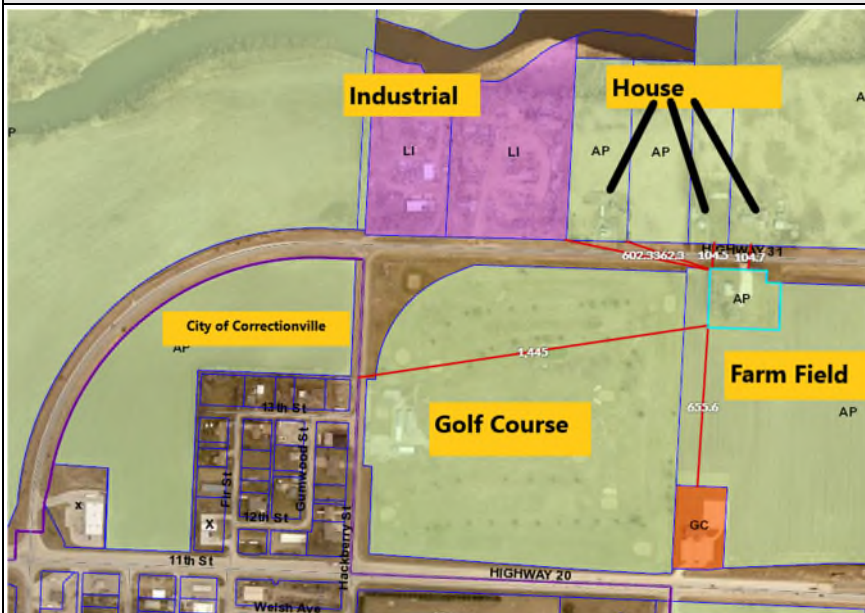 Industrial
House
P
A
LI
LI
AP
AP
HIGHWAY 31
602.3
362.3
104.5
104.7
AP
City of Correctionville
AP
1,445
Farm Field
13th St
Golf Course
655.6
AP
Fir St
Gumwood St
Hackberry St
x
X
12th St
GC
11th St
HIGHWAY 20
Welsh Ave